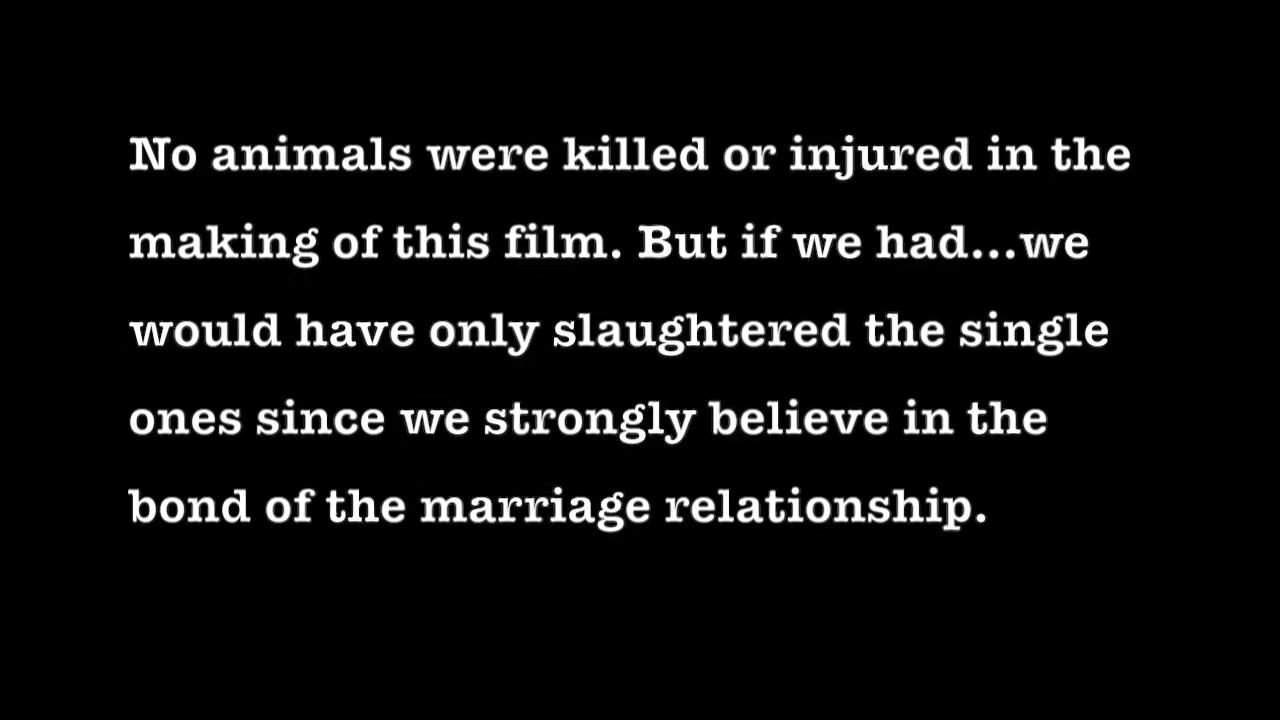 No animals were killed or injured in the
making of this film. But if we had...we
would have only slaughtered the single
ones since we strongly believe in the
bond of the marriage relationship.